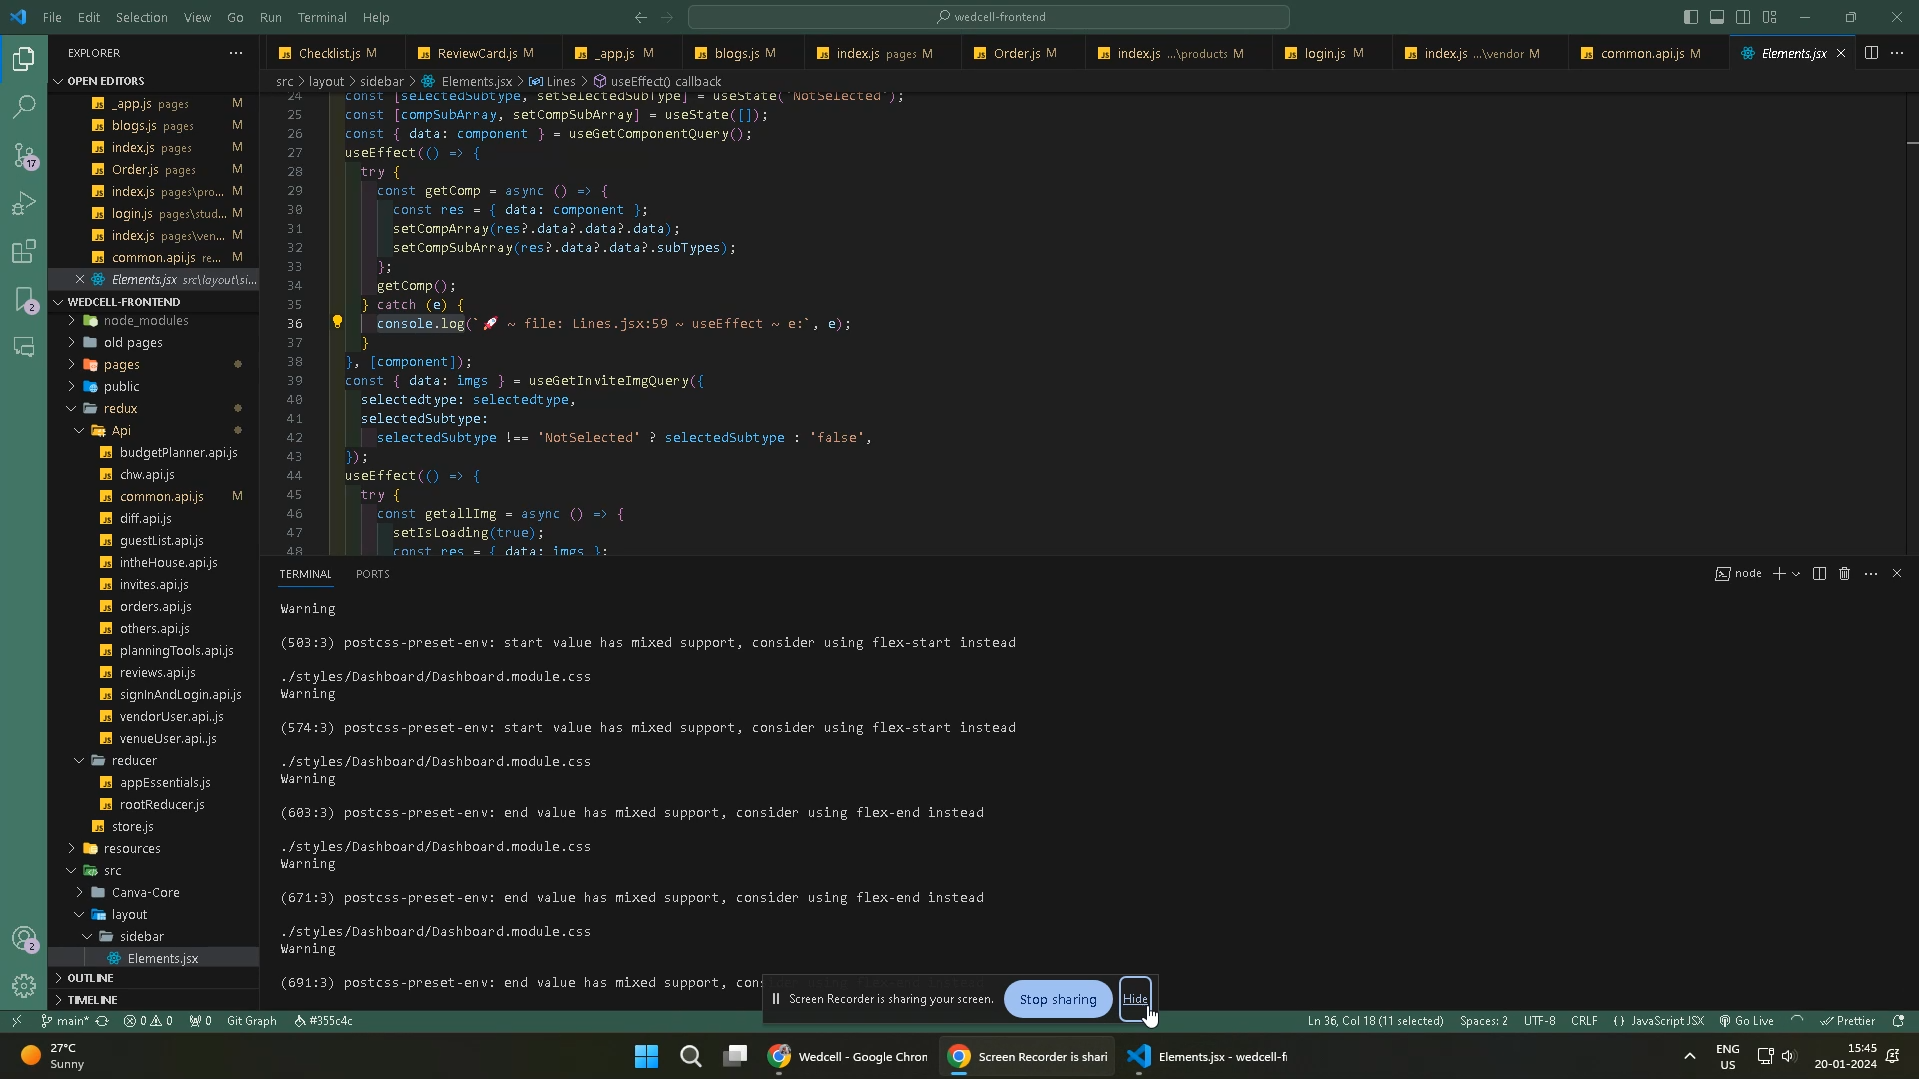 File Edit Selection View Go Run Terminal Help
wedcell-frontend
EXPLORER
Checklist.js M
ReviewCard.js M
_app.js M
blogs.js M
index.js pages M
Order.js M
index.js ...\products M
login.js M
index.js ...\vendor M
common.api.js M
Elements.jsx
OPEN EDITORS
src > layout > sidebar > Elements.jsx > Lines > useEffect() callback
_app.js pages M
blogs.js pages M
index.js pages M
Order.js pages M
index.js pages\pro... M
login.js pages\stud... M
index.js pages\ven... M
common.api.js re... M
Elements.jsx src\layout\si...
WEDCELL-FRONTEND
node_modules
old pages
pages
public
redux
Api
budgetPlanner.api.js
chw.api.js
common.api.js M
diff.api.js
guestList.api.js
intheHouse.api.js
invites.api.js
orders.api.js
others.api.js
planningTools.api.js
reviews.api.js
signInAndLogin.api.js
vendorUser.api..js
venueUser.api..js
reducer
appEssentials.js
rootReducer.js
store.js
resources
src
Canva-Core
layout
sidebar
Elements.jsx
OUTLINE
TIMELINE
17
2
2
24 const [selectedSubtype, setSelectedSubType] = useState('NotSelected');
25 const [compSubArray, setCompSubArray] = useState([]);
26 const { data: component } = useGetComponentQuery();
27 useEffect(() => {
28 try {
29 const getComp = async () => {
30 const res = { data: component };
31 setCompArray(res?.data?.data?.data);
32 setCompSubArray(res?.data?.data?.subTypes);
33 };
34 getComp();
35 } catch (e) {
36 console.log(`🚀 ~ file: Lines.jsx:59 ~ useEffect ~ e:`, e);
37 }
38 }, [component]);
39 const { data: imgs } = useGetInviteImgQuery({
40 selectedtype: selectedtype,
41 selectedSubtype:
42 selectedSubtype !== 'NotSelected' ? selectedSubtype : 'false',
43 });
44 useEffect(() => {
45 try {
46 const getallImg = async () => {
47 setIsLoading(true);
48 const res = { data: imgs };
TERMINAL PORTS
node
Warning
(503:3) postcss-preset-env: start value has mixed support, consider using flex-start instead
./styles/Dashboard/Dashboard.module.css
Warning
(574:3) postcss-preset-env: start value has mixed support, consider using flex-start instead
./styles/Dashboard/Dashboard.module.css
Warning
(603:3) postcss-preset-env: end value has mixed support, consider using flex-end instead
./styles/Dashboard/Dashboard.module.css
Warning
(671:3) postcss-preset-env: end value has mixed support, consider using flex-end instead
./styles/Dashboard/Dashboard.module.css
Warning
(691:3) postcss-preset-env: end value has mixed support, con
Screen Recorder is sharing your screen.
Stop sharing
Hide
main* 0 0 0 Git Graph #355c4c
Ln 36, Col 18 (11 selected) Spaces: 2 UTF-8 CRLF JavaScript JSX Go Live Prettier
27°C
Sunny
Wedcell - Google Chron
Screen Recorder is shari
Elements.jsx - wedcell-fr
ENG
US
15:45
20-01-2024